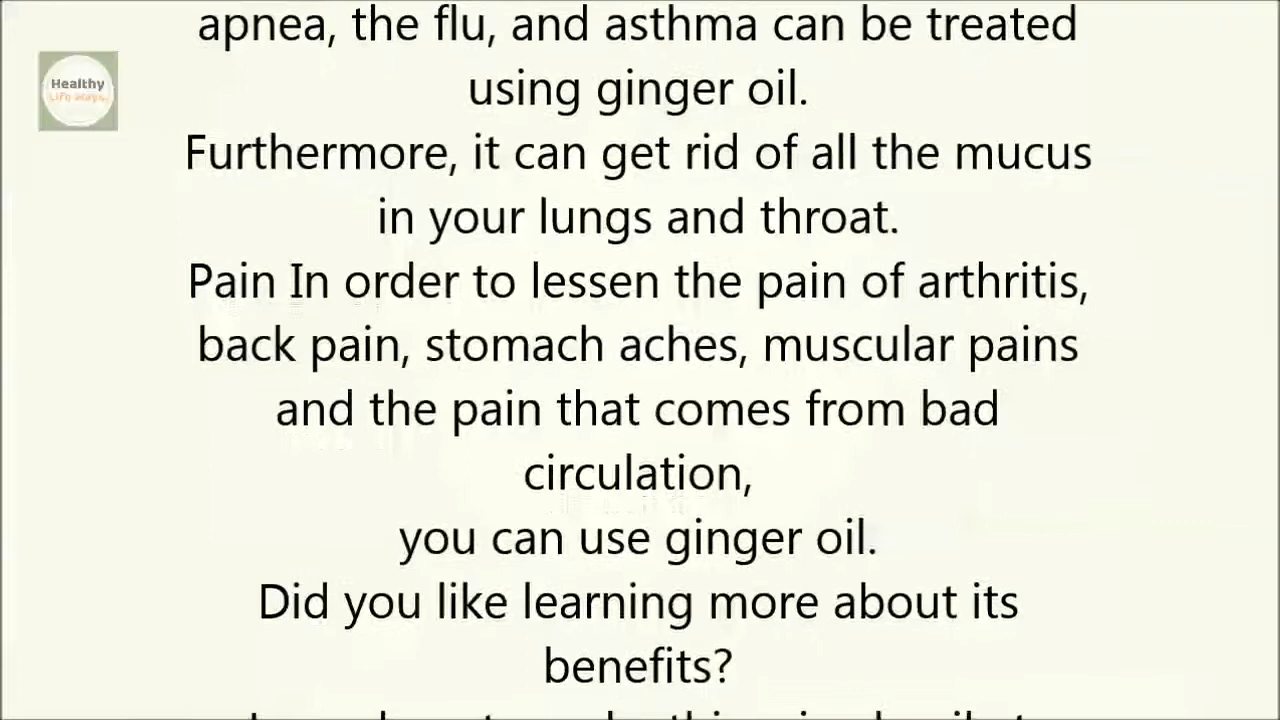 apnea, the flu, and asthma can be treated
using ginger oil.
Healthy
Life Ways
Furthermore, it can get rid of all the mucus
in your lungs and throat.
Pain In order to lessen the pain of arthritis,
back pain, stomach aches, muscular pains
and the pain that comes from bad
circulation,
you can use ginger oil.
Did you like learning more about its
benefits?